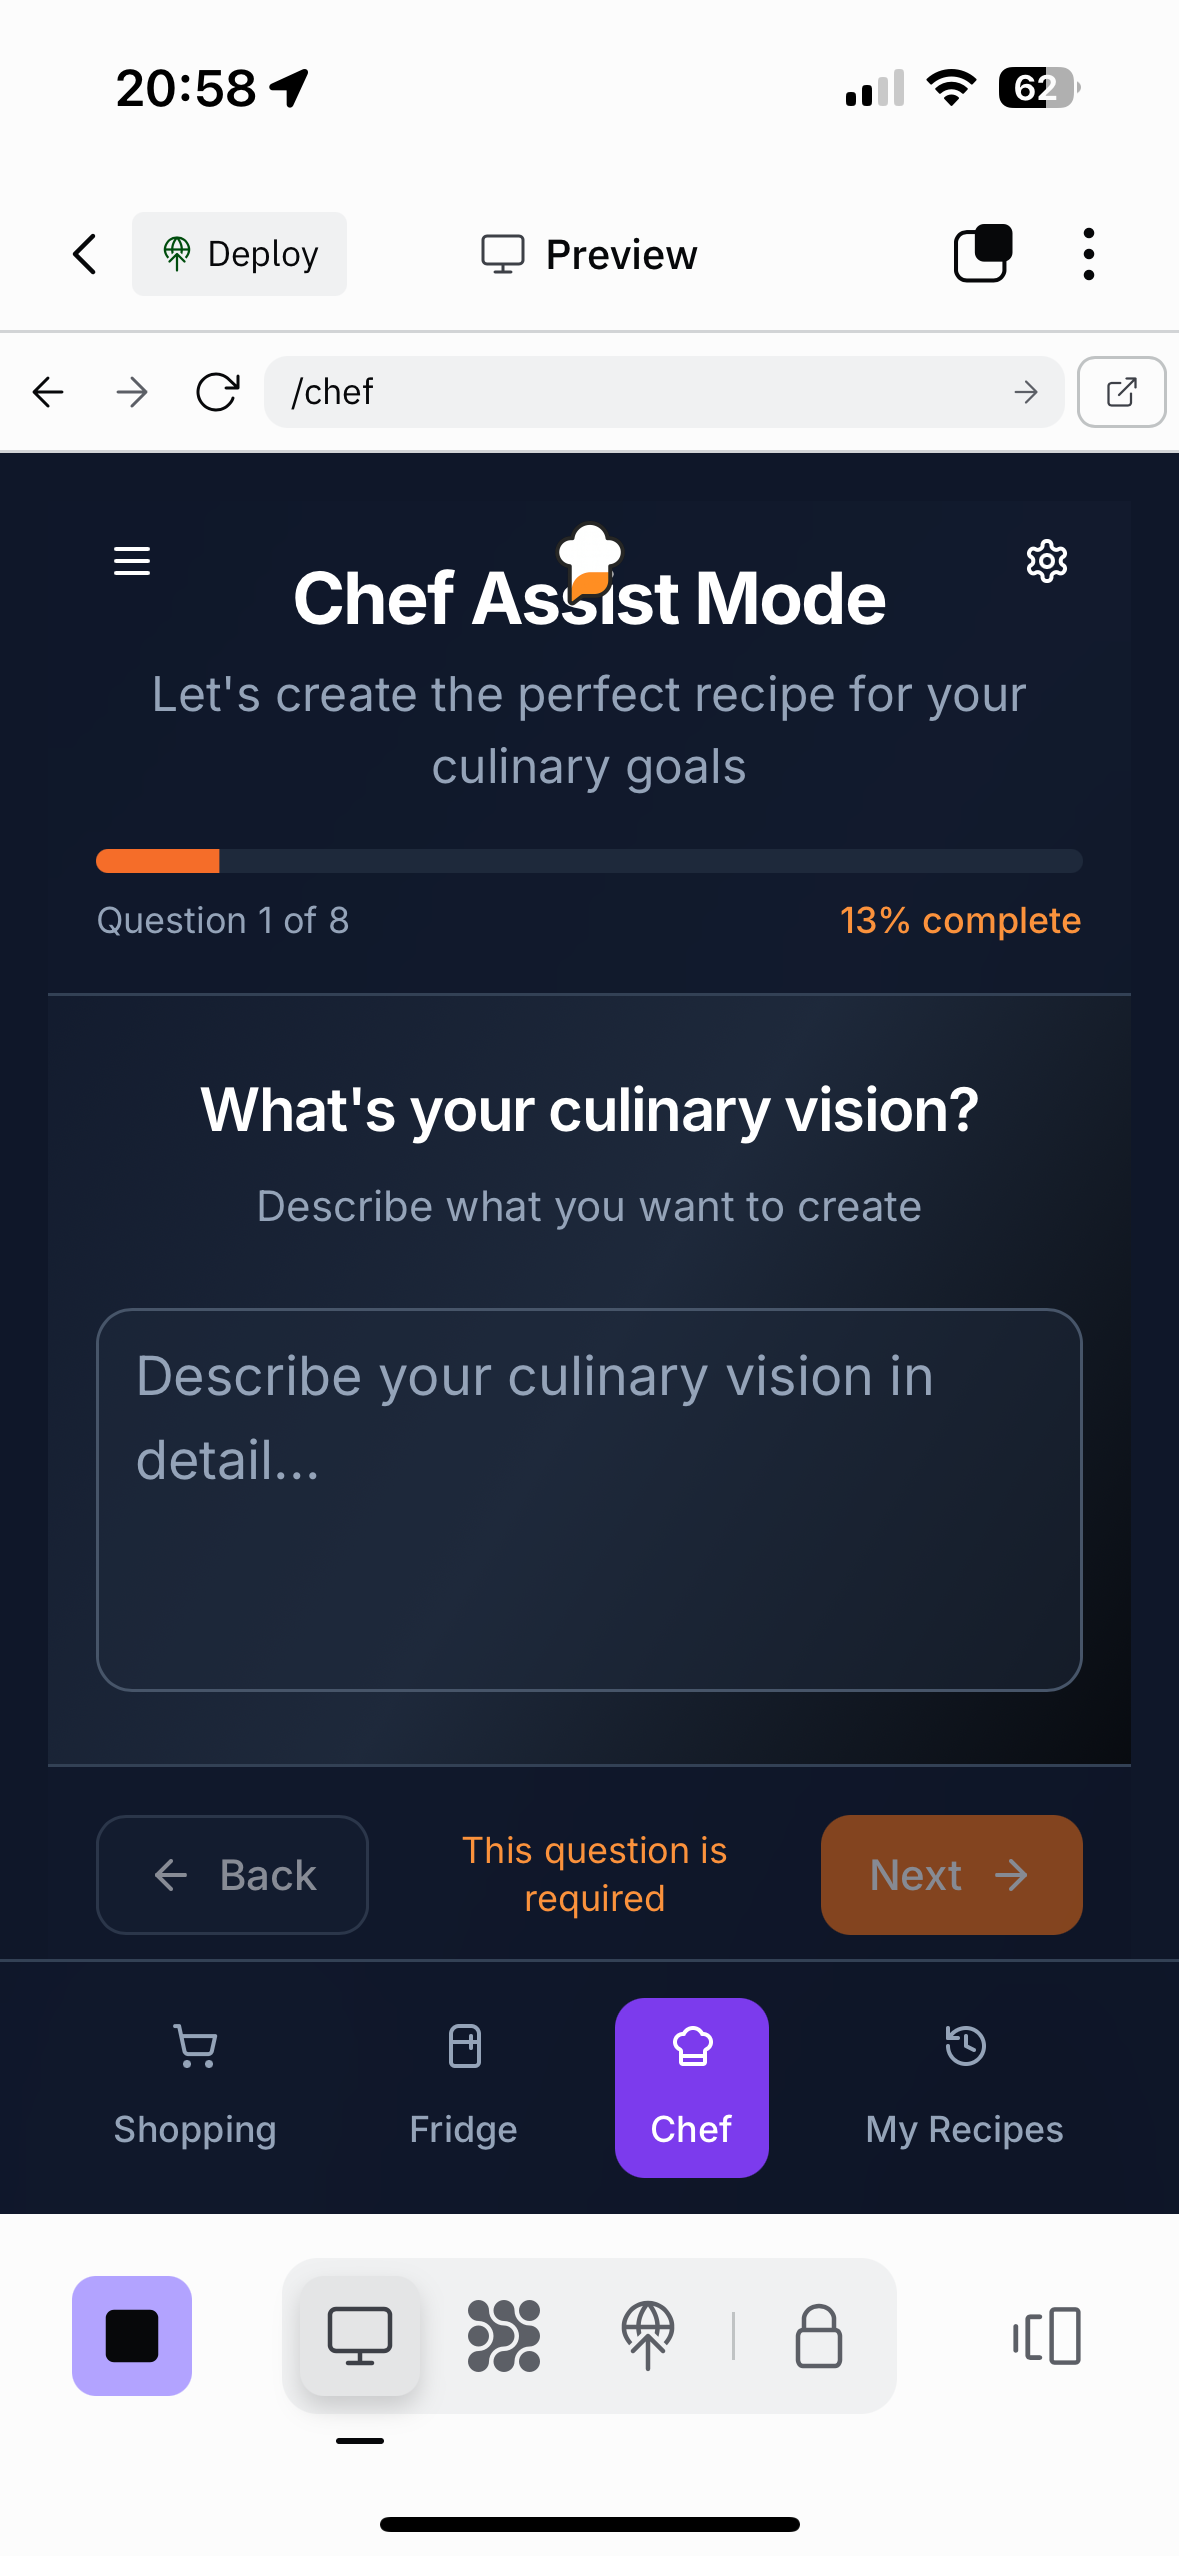 20:58
62
Deploy
Preview
/chef
Chef Assist Mode
Let's create the perfect recipe for your
culinary goals
Question 1 of 8
13% complete
What's your culinary vision?
Describe what you want to create
Describe your culinary vision in
detail...
Back
This question is
required
Next
Shopping
Fridge
Chef
My Recipes